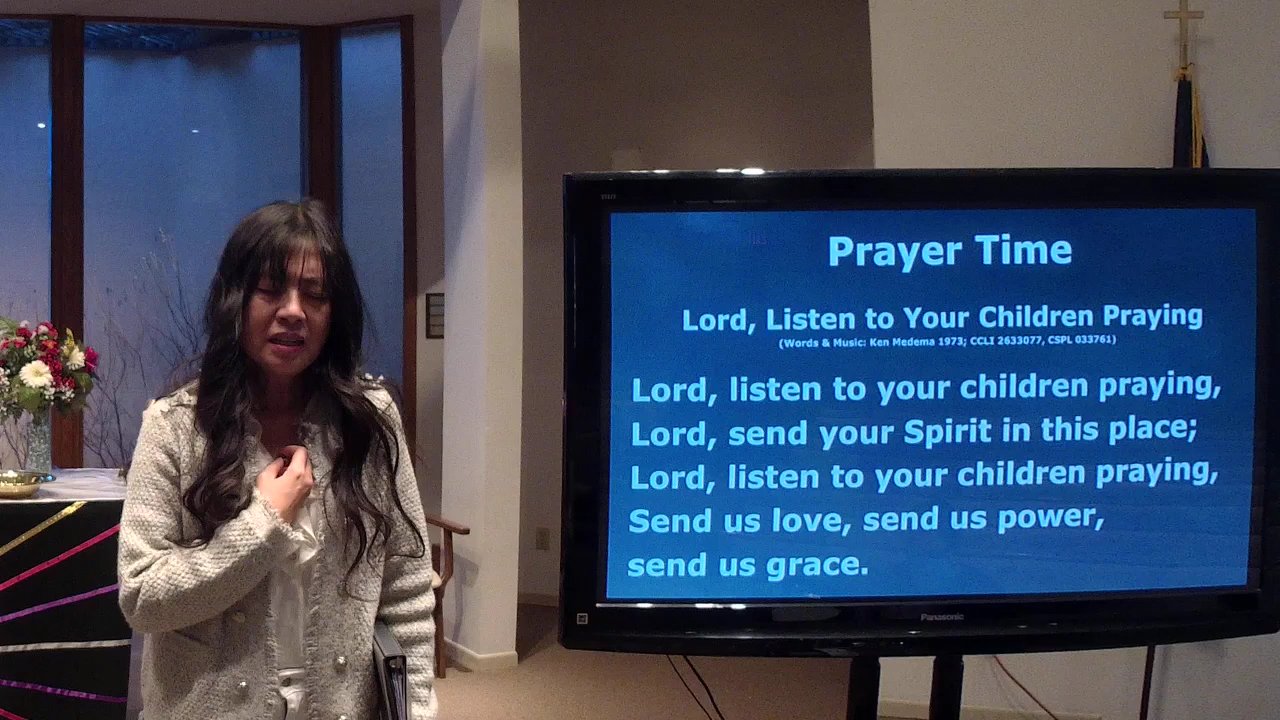 Prayer Time
Lord, Listen to Your Children Praying
(Words & Music: Ken Medema 1973; CCLI 2633077, CSPL 033761)
Lord, listen to your children praying,
Lord, send your Spirit in this place;
Lord, listen to your children praying,
Send us love, send us power,
send us grace.
Panasonic